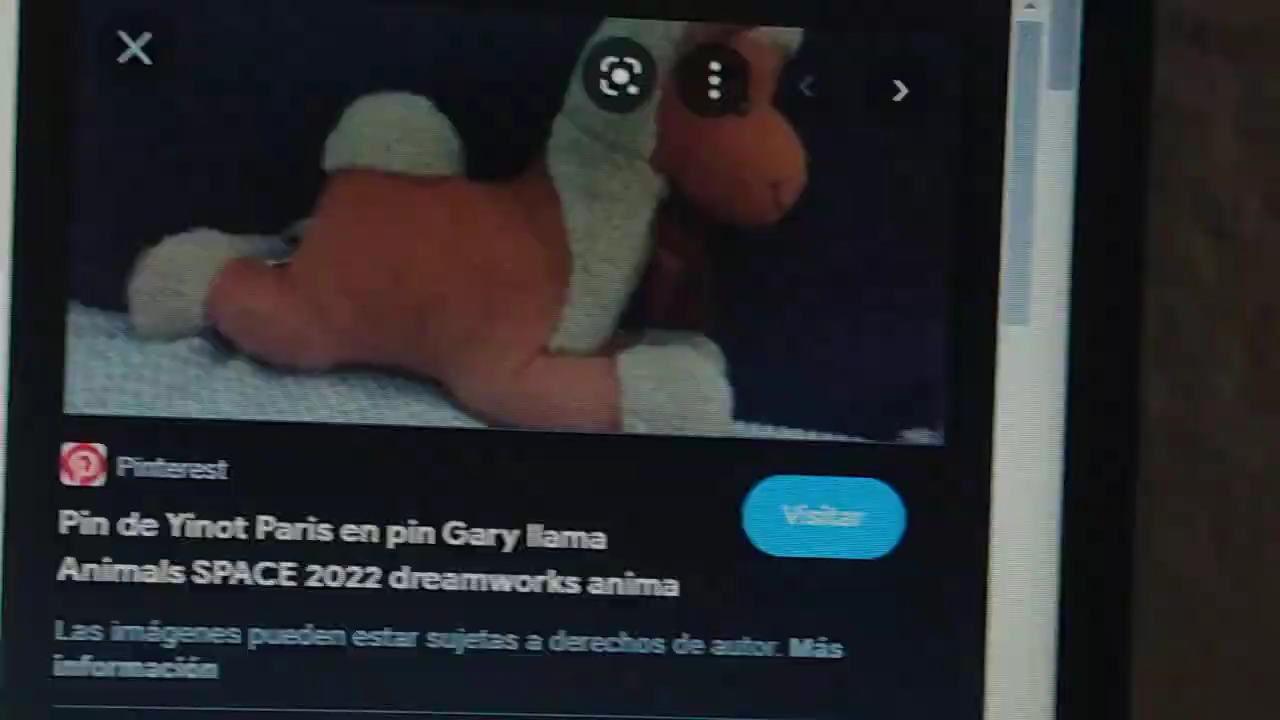 Pinterest
Pin de Yinot Paris en pin Gary llama
Animals SPACE 2022 dreamworks anima
Visitar
Las imágenes pueden estar sujetas a derechos de autor. Más
información